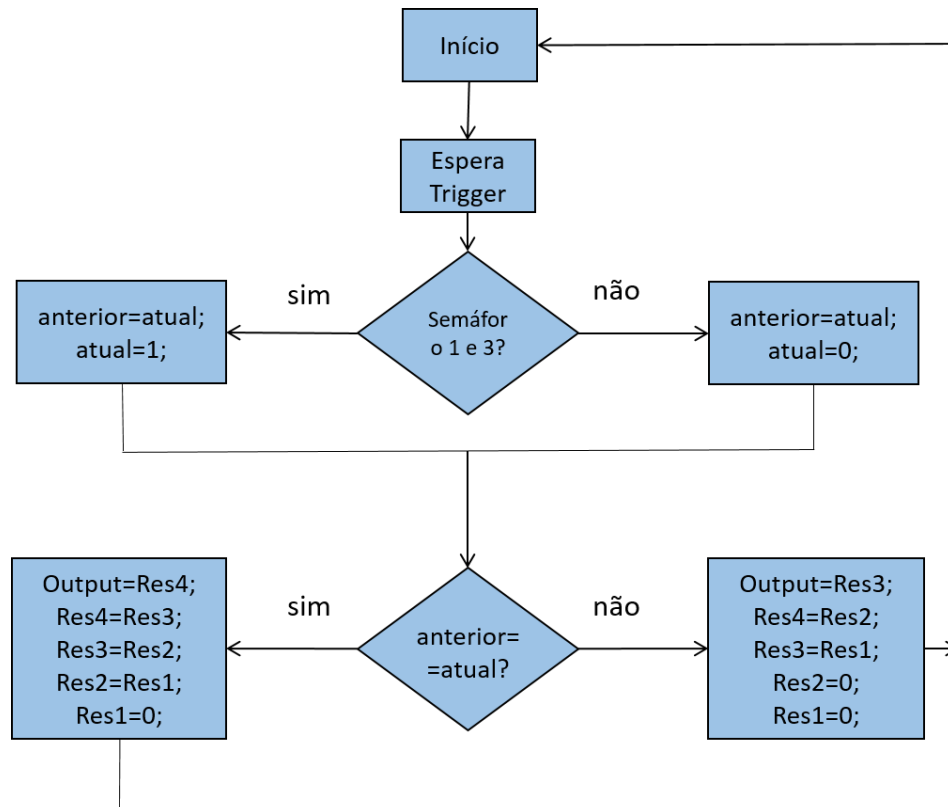 Início
Espera
Trigger
sim
não
Semáfor
o 1 e 3?
anterior=atual;
atual=1;
anterior=atual;
atual=0;
Output=Res4;
Res4=Res3;
Res3=Res2;
Res2=Res1;
Res1=0;
sim
anterior=
=atual?
não
Output=Res3;
Res4=Res2;
Res3=Res1;
Res2=0;
Res1=0;